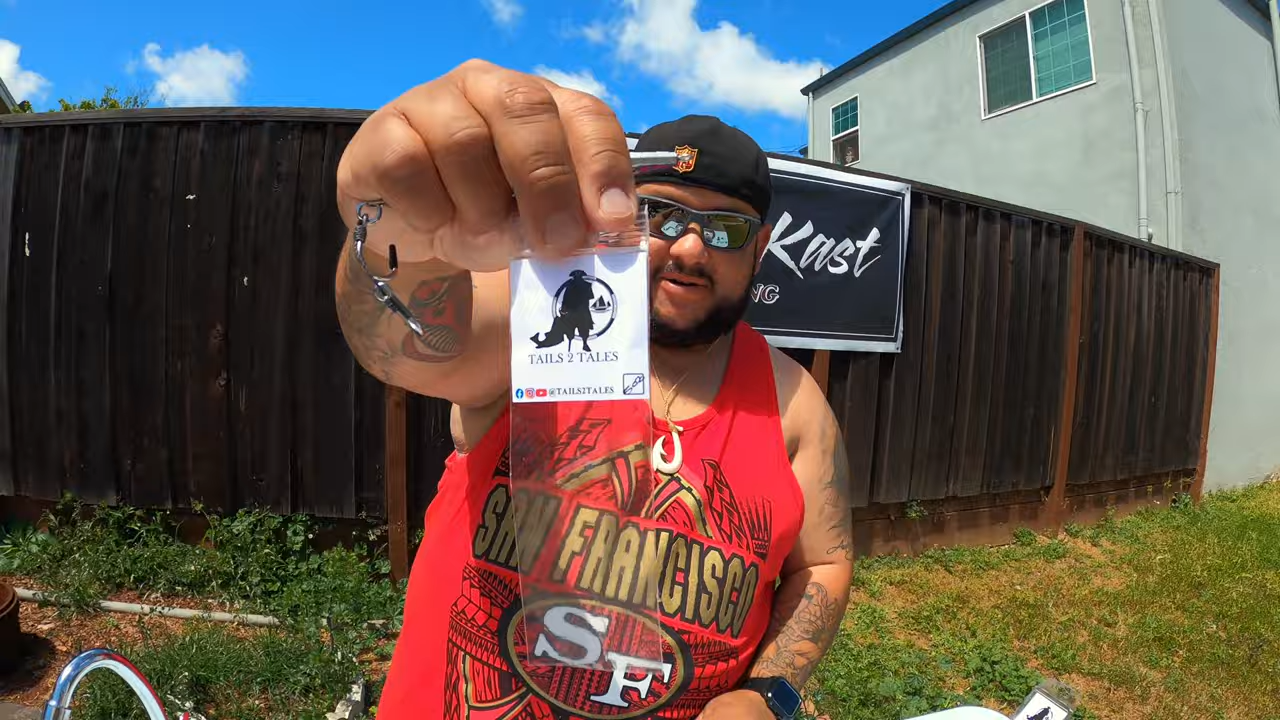 Kast
NG
TAILS 2 TALES
@TAILS2TALES
SAN FRANCISCO
SF